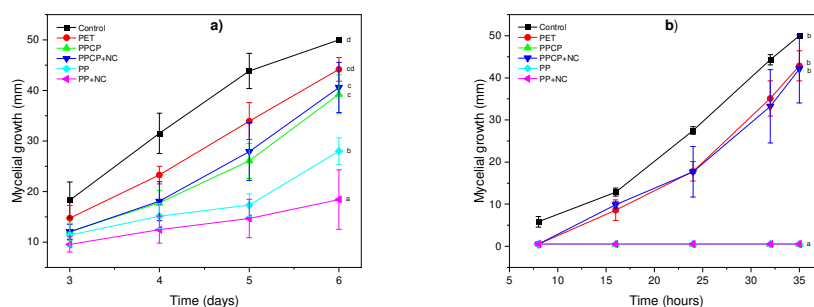 a)
Control
PET
PPCP
PPCP+NC
PP
PP+NC
50
40
30
20
10
Mycelial growth (mm)
d
cd
c
c
b
a
3
4
5
6
Time (days)
b)
Control
PET
PPCP
PPCP+NC
PP
PP+NC
50
40
30
20
10
0
Mycelial growth (mm)
b
b
b
a
5
10
15
20
25
30
35
Time (hours)